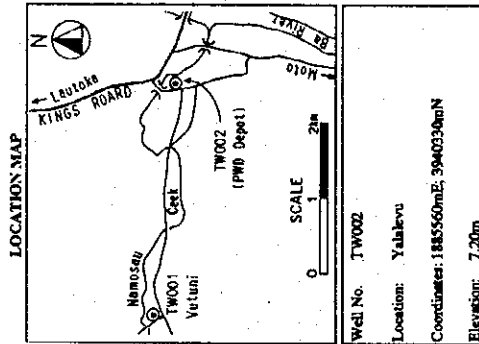 LOCATION MAP
N
Lautoka
KINGS ROAD
Namosau
Ceek
TW001
Vutuni
TW002
(PWD Depot)
Moto
Ba River
SCALE
0 1 2km
Well No. TW002
Location: Yalalevu
Coordinates: 1885560mE; 3940330mN
Elevation: 7.20m